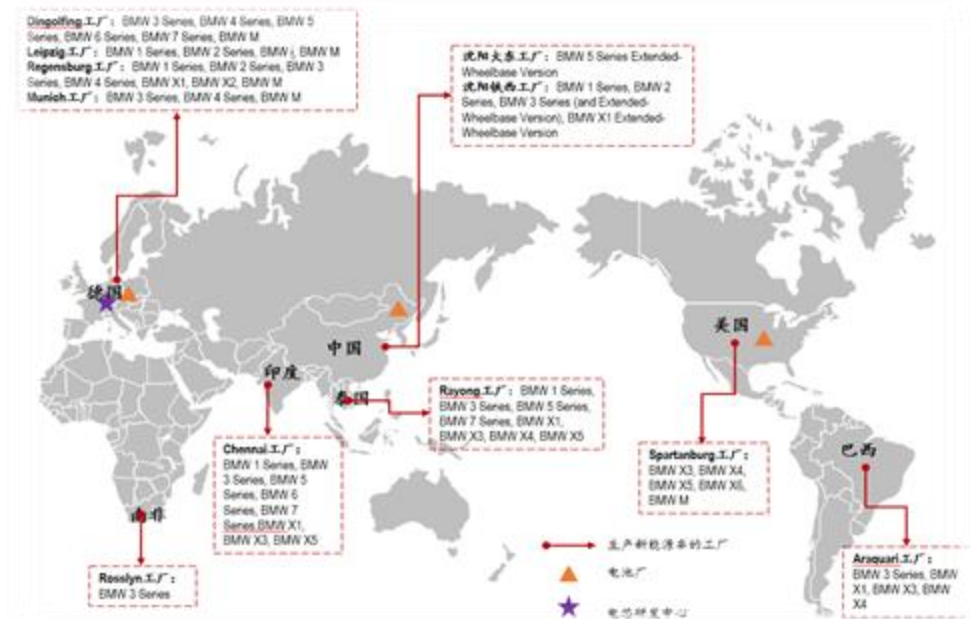 Dingolfing工厂：BMW 3 Series, BMW 4 Series, BMW 5
Series, BMW 6 Series, BMW 7 Series, BMW M
Leipzig工厂：BMW 1 Series, BMW 2 Series, BMW i, BMW M
Regensburg工厂：BMW 1 Series, BMW 2 Series, BMW 3
Series, BMW 4 Series, BMW X1, BMW X2, BMW M
Munich工厂：BMW 3 Series, BMW 4 Series, BMW M
沈阳大东工厂：BMW 5 Series Extended-
Wheelbase Version
沈阳铁西工厂：BMW 1 Series, BMW 2
Series, BMW 3 Series (and Extended-
Wheelbase Version), BMW X1 Extended-
Wheelbase Version
德国
中国
美国
印度
泰国
Rayong工厂：BMW 1 Series,
BMW 3 Series, BMW 5 Series,
BMW 7 Series, BMW X1,
BMW X3, BMW X4, BMW X5
Chennai工厂：
BMW 1 Series, BMW
3 Series, BMW 5
Series, BMW 6
Series, BMW 7
Series,BMW X1,
BMW X3, BMW X5
Spartanburg工厂：
BMW X3, BMW X4,
BMW X5, BMW X6,
BMW M
巴西
南非
Rosslyn工厂：
BMW 3 Series
Araquari工厂：
BMW 3 Series, BMW
X1, BMW X3, BMW
X4
生产新能源车的工厂
电池厂
电芯研发中心